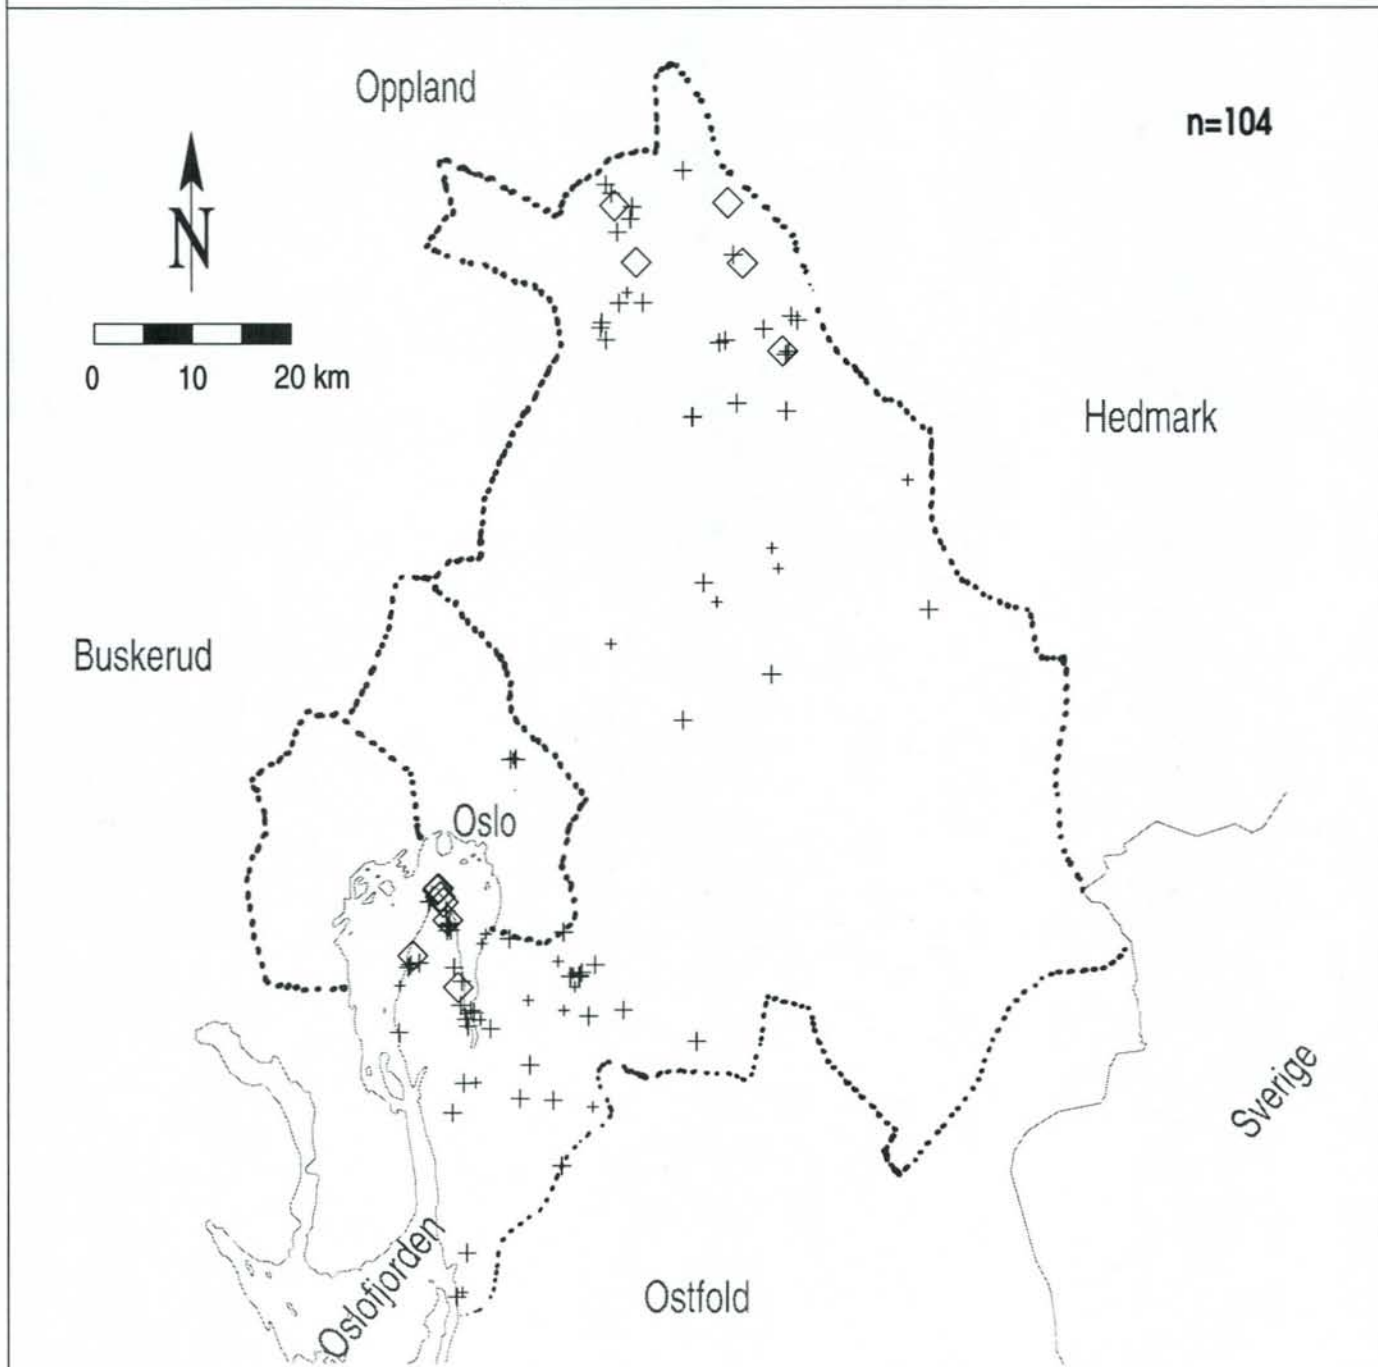 Oppland
n=104
N
0 10 20 km
Hedmark
Buskerud
Oslo
Sverige
Oslofjorden
Ostfold